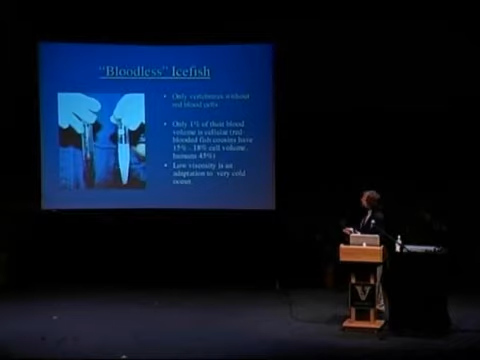 "Bloodless" Icefish
• Only vertebrates without
red blood cells
• Only 1% of their blood
volume is cellular (red-
blooded fish cousins have
15% - 18% cell volume,
humans 45%)
• Low viscosity is an
adaptation to very cold
water
V